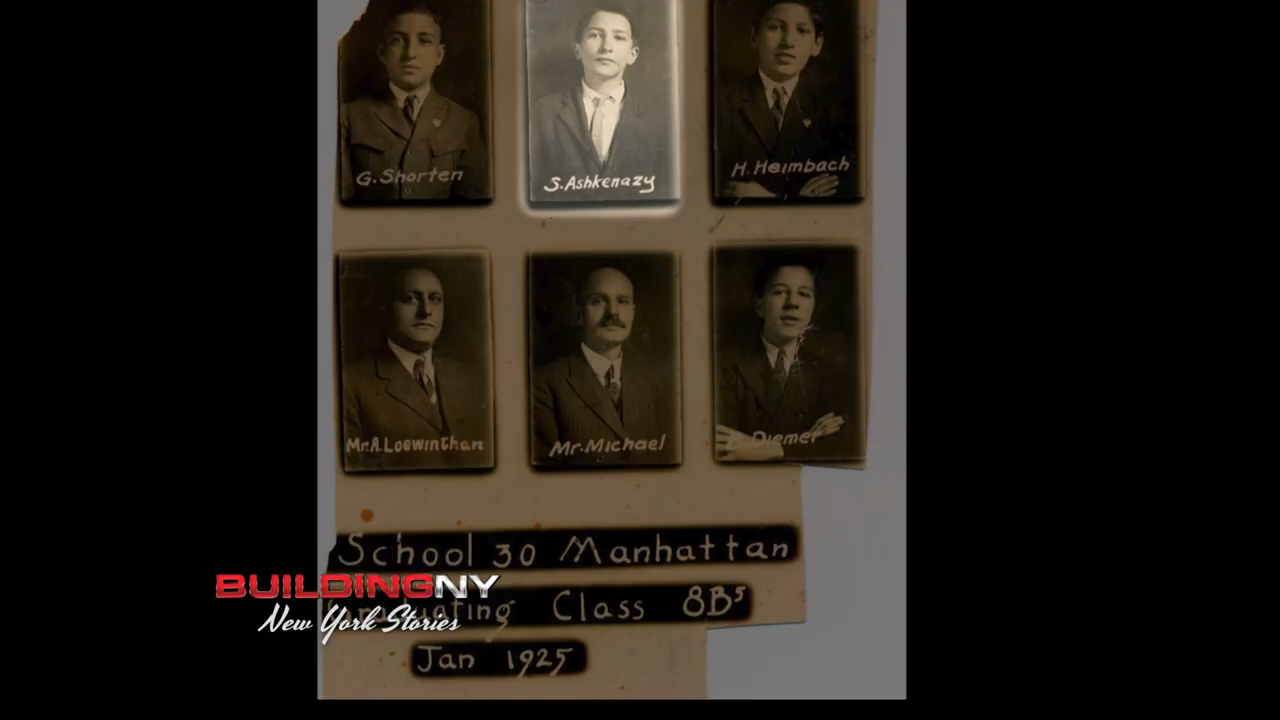 G. Shorten
S. Ashkenazy
H. Heimbach
Mr. A. Loewinthan
Mr. Michael
Diemer
School 30 Manhattan
Graduating Class 8B⁵
Jan 1925
BUILDINGNY
New York Stories